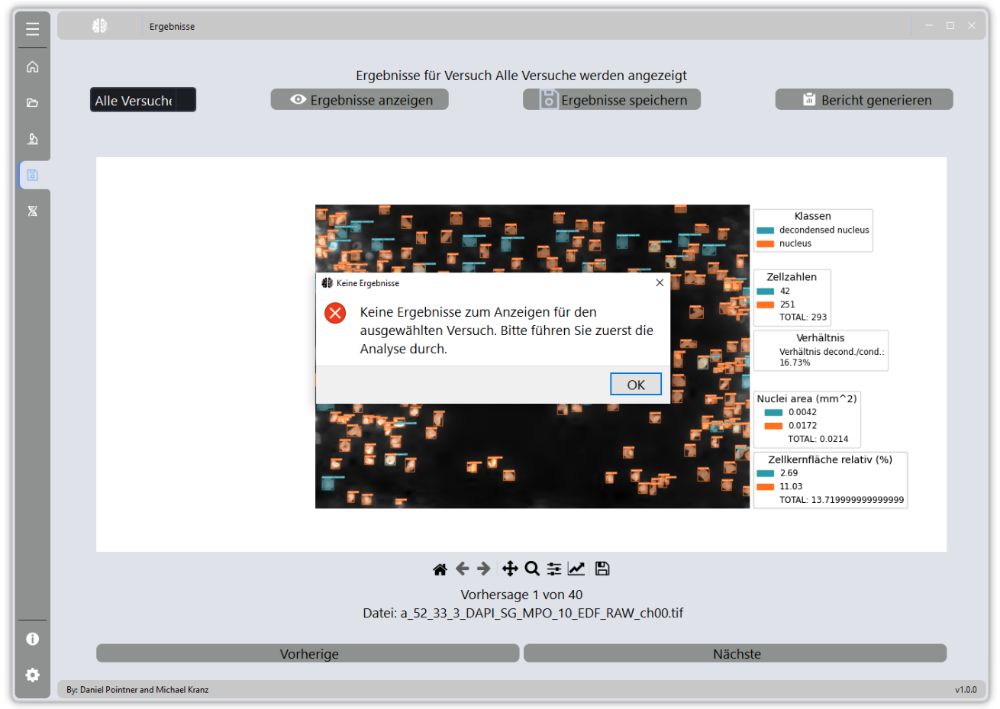 Ergebnisse
Ergebnisse für Versuch Alle Versuche werden angezeigt
Alle Versuche
Ergebnisse anzeigen
Ergebnisse speichern
Bericht generieren
Klassen
decondensed nucleus
nucleus
Zellzahlen
42
251
TOTAL: 293
Verhältnis
Verhältnis decond./cond.:
16.73%
Nuclei area (mm^2)
0.0042
0.0172
TOTAL: 0.0214
Zellkernfläche relativ (%)
2.69
11.03
TOTAL: 13.719999999999999
Keine Ergebnisse
Keine Ergebnisse zum Anzeigen für den
ausgewählten Versuch. Bitte führen Sie zuerst die
Analyse durch.
OK
Vorhersage 1 von 40
Datei: a_52_33_3_DAPI_SG_MPO_10_EDF_RAW_ch00.tif
Vorherige
Nächste
By: Daniel Pointner and Michael Kranz
v1.0.0